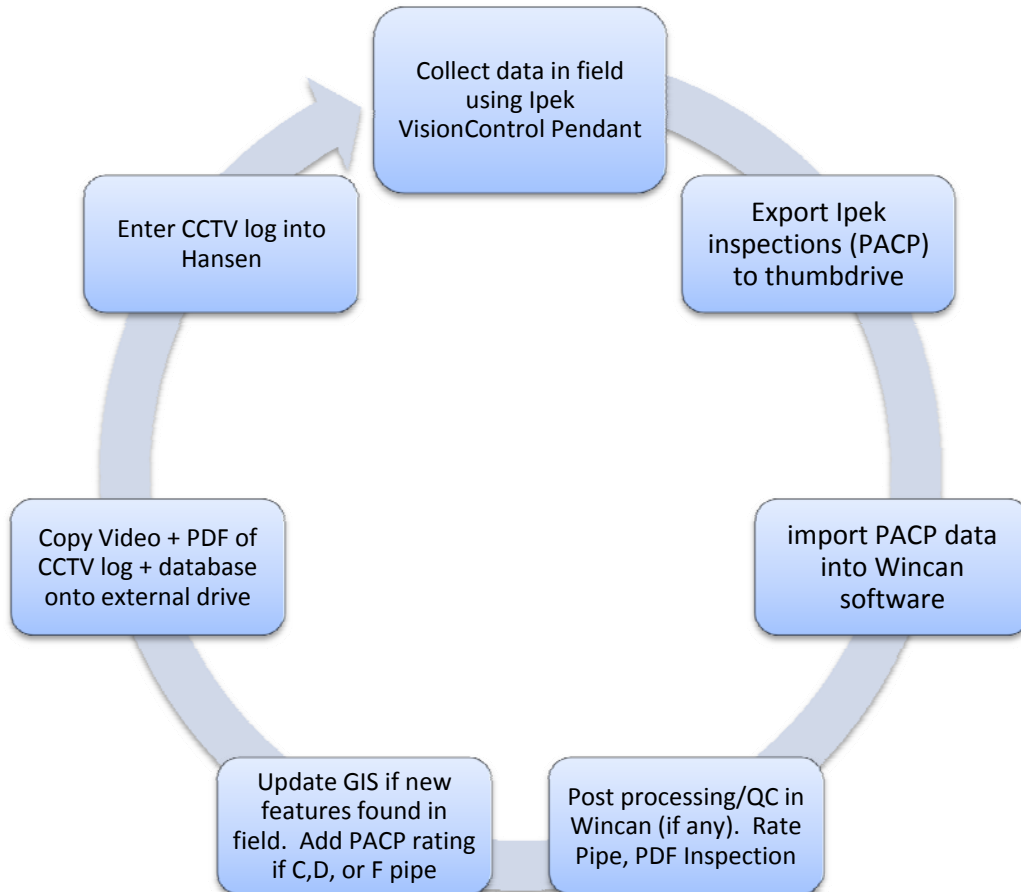 Collect data in field
using Ipek
VisionControl Pendant
Export Ipek
inspections (PACP)
to thumbdrive
import PACP data
into Wincan
software
Post processing/QC in
Wincan (if any).  Rate
Pipe, PDF Inspection
Update GIS if new
features found in
field.  Add PACP rating
if C,D, or F pipe
Copy Video + PDF of
CCTV log + database
onto external drive
Enter CCTV log into
Hansen